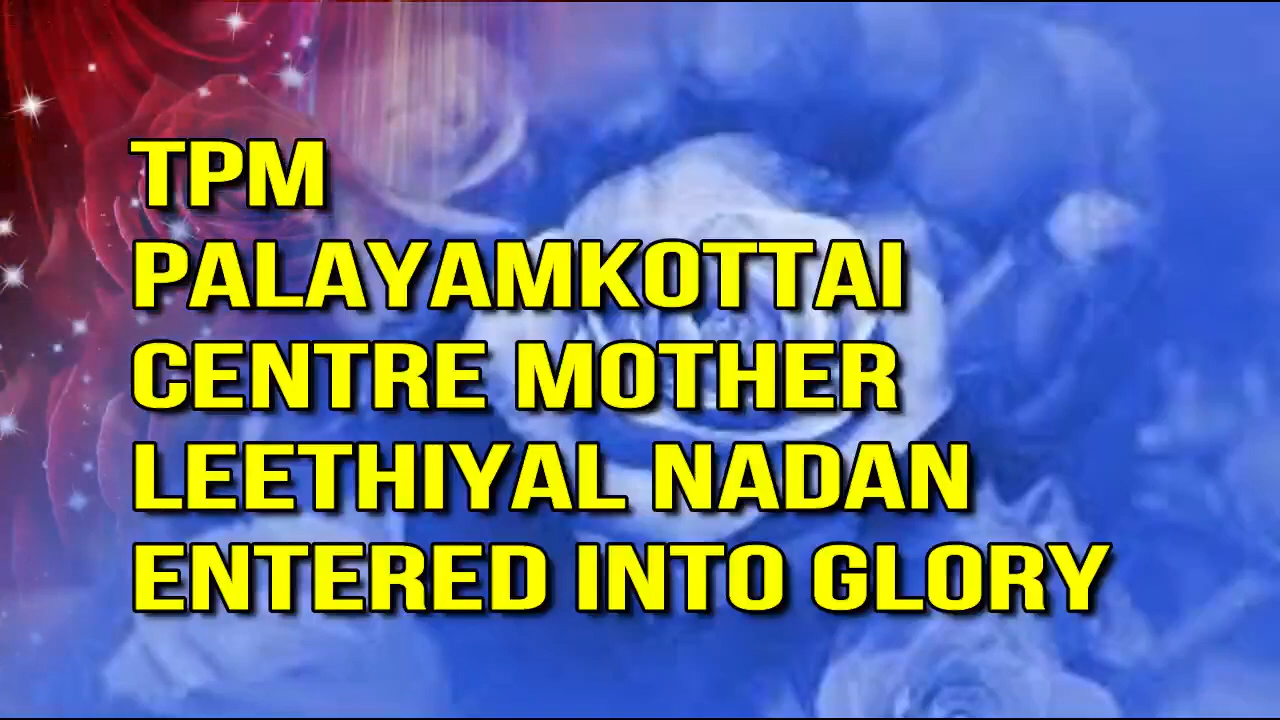 TPM
PALAYAMKOTTAI
CENTRE MOTHER
LEETHIYAL NADAN
ENTERED INTO GLORY